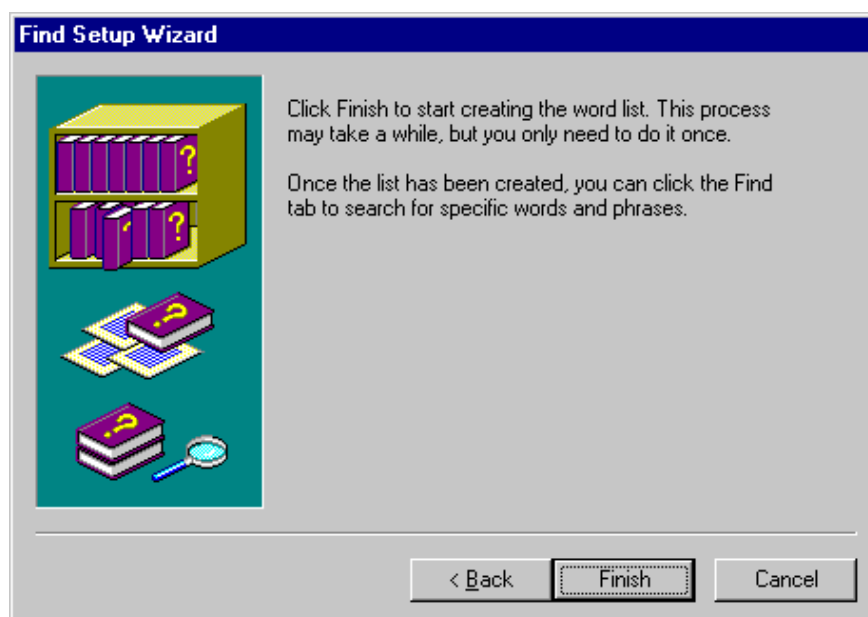 Find Setup Wizard
Click Finish to start creating the word list. This process
may take a while, but you only need to do it once.
Once the list has been created, you can click the Find
tab to search for specific words and phrases.
< Back
Finish
Cancel